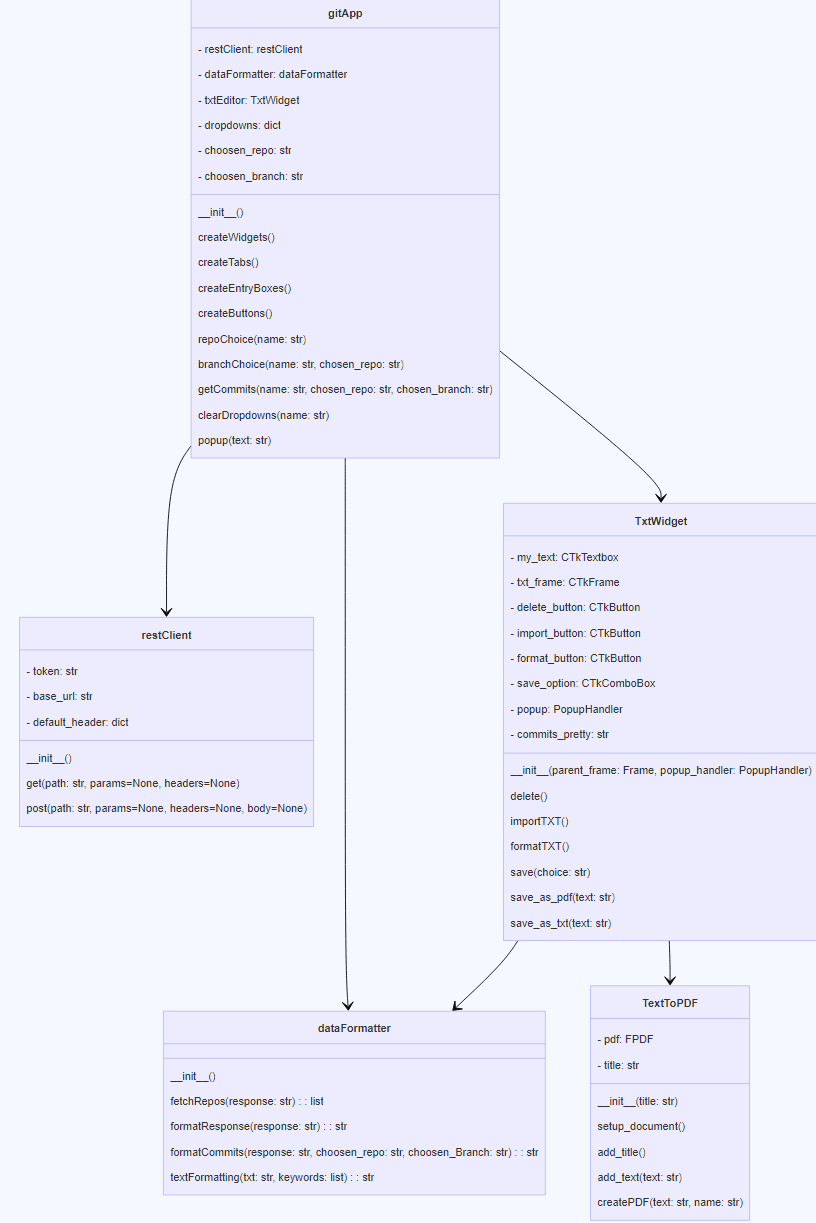 gitApp
- restClient: restClient
- dataFormatter: dataFormatter
- txtEditor: TxtWidget
- dropdowns: dict
- choosen_repo: str
- choosen_branch: str
__init__()
createWidgets()
createTabs()
createEntryBoxes()
createButtons()
repoChoice(name: str)
branchChoice(name: str, chosen_repo: str)
getCommits(name: str, chosen_repo: str, chosen_branch: str)
clearDropdowns(name: str)
popup(text: str)
restClient
- token: str
- base_url: str
- default_header: dict
__init__()
get(path: str, params=None, headers=None)
post(path: str, params=None, headers=None, body=None)
TxtWidget
- my_text: CTkTextbox
- txt_frame: CTkFrame
- delete_button: CTkButton
- import_button: CTkButton
- format_button: CTkButton
- save_option: CTkComboBox
- popup: PopupHandler
- commits_pretty: str
__init__(parent_frame: Frame, popup_handler: PopupHandler)
delete()
importTXT()
formatTXT()
save(choice: str)
save_as_pdf(text: str)
save_as_txt(text: str)
dataFormatter
__init__()
fetchRepos(response: str) : : list
formatResponse(response: str) : : str
formatCommits(response: str, choosen_repo: str, choosen_Branch: str) : : str
textFormatting(txt: str, keywords: list) : : str
TextToPDF
- pdf: FPDF
- title: str
__init__(title: str)
setup_document()
add_title()
add_text(text: str)
createPDF(text: str, name: str)